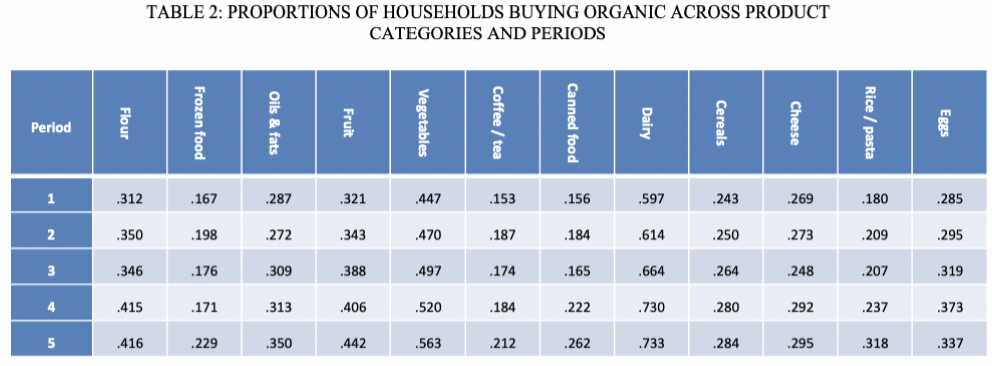 TABLE 2: PROPORTIONS OF HOUSEHOLDS BUYING ORGANIC ACROSS PRODUCT
CATEGORIES AND PERIODS
Period Flour Frozen food Oils & fats Fruit Vegetables Coffee / tea Canned food Dairy Cereals Cheese Rice / pasta Eggs
1 .312 .167 .287 .321 .447 .153 .156 .597 .243 .269 .180 .285
2 .350 .198 .272 .343 .470 .187 .184 .614 .250 .273 .209 .295
3 .346 .176 .309 .388 .497 .174 .165 .664 .264 .248 .207 .319
4 .415 .171 .313 .406 .520 .184 .222 .730 .280 .292 .237 .373
5 .416 .229 .350 .442 .563 .212 .262 .733 .284 .295 .318 .337